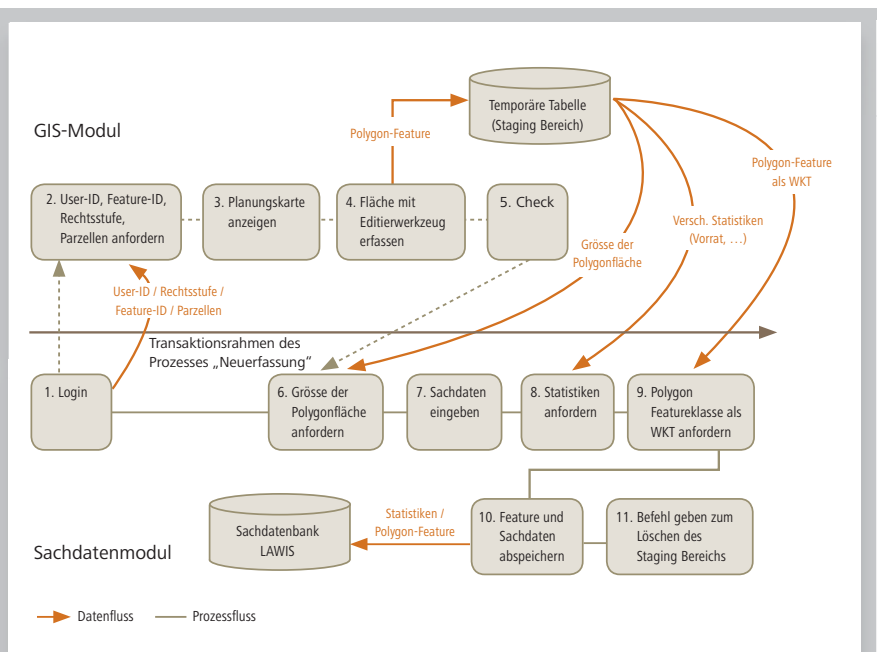 GIS-Modul
Temporäre Tabelle
(Staging Bereich)
Polygon-Feature
Polygon-Feature
als WKT
2. User-ID, Feature-ID,
Rechtsstufe,
Parzellen anfordern
3. Planungskarte
anzeigen
4. Fläche mit
Editierwerkzeug
erfassen
5. Check
Versch. Statistiken
(Vorrat, …)
Grösse der
Polygonfläche
User-ID / Rechtsstufe /
Feature-ID / Parzellen
Transaktionsrahmen des
Prozesses „Neuerfassung“
1. Login
6. Grösse der
Polygonfläche
anfordern
7. Sachdaten
eingeben
8. Statistiken
anfordern
9. Polygon
Featureklasse als
WKT anfordern
Sachdatenmodul
Sachdatenbank
LAWIS
Statistiken /
Polygon-Feature
10. Feature und
Sachdaten
abspeichern
11. Befehl geben zum
Löschen des
Staging Bereichs
Datenfluss
Prozessfluss